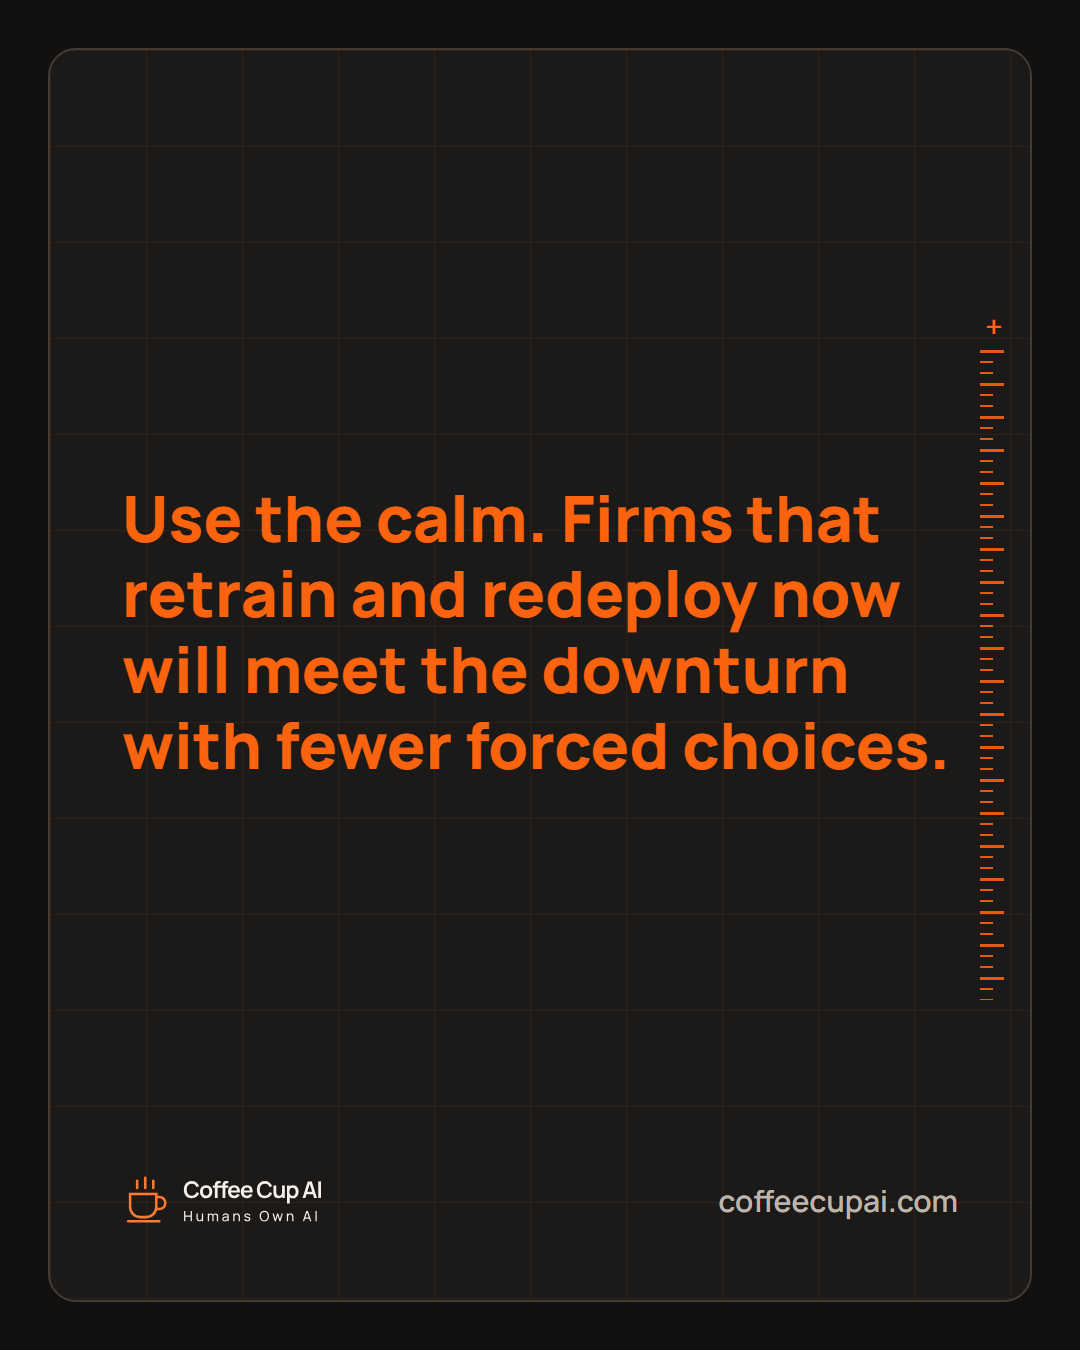 +
Use the calm. Firms that
retrain and redeploy now
will meet the downturn
with fewer forced choices.
Coffee Cup AI
Humans Own AI
coffeecupai.com